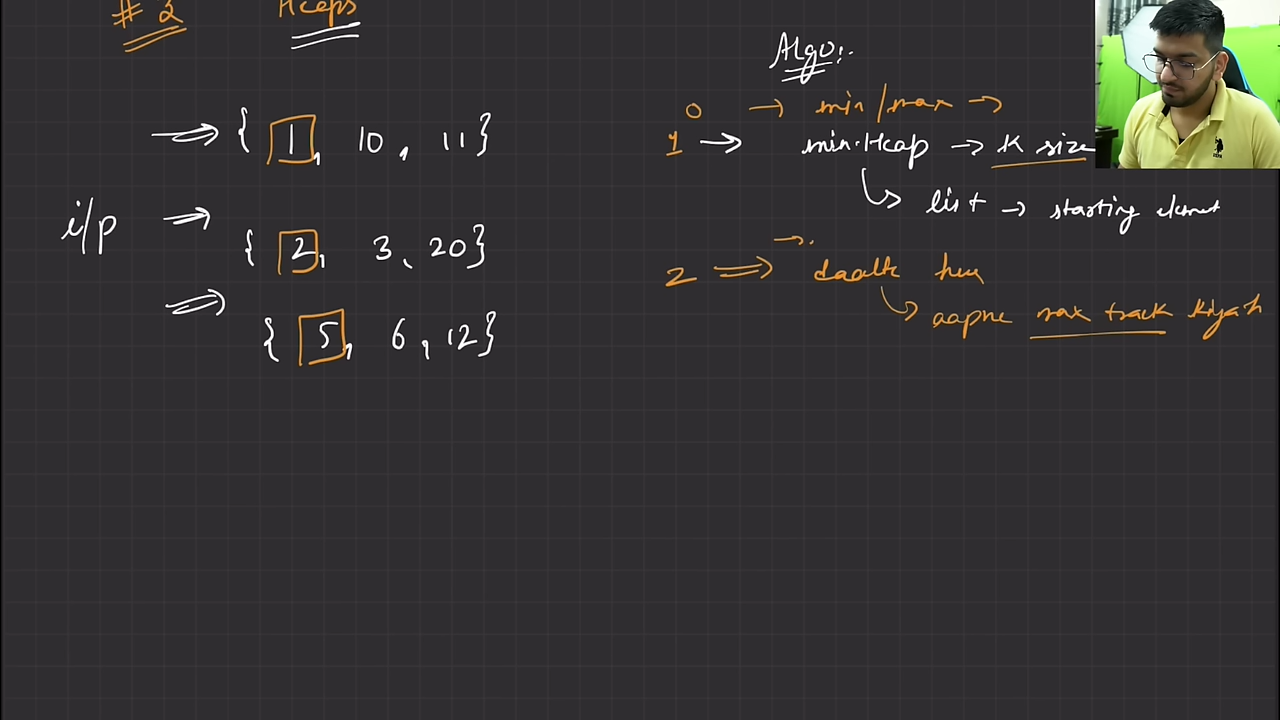 # 2 Heaps
→ { 1, 10, 11}
i/p →
→ { 2, 3, 20}
→ { 5, 6, 12}
Algo:-
0 → min/max →
1 → min-Heap → K size
list → starting element
2 → daalte hue
aapne max track kiya h